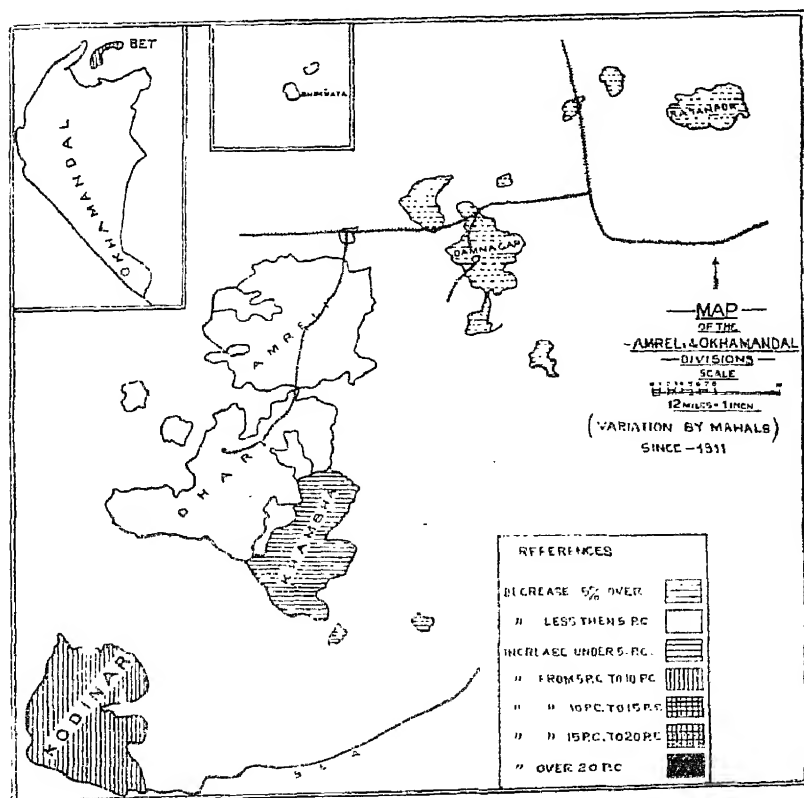 BET
OKHAMANDAL
BHIMKATA
RATANPUR
DAMNAGAR
AMRELI
DHARI
KHAMBHA
KODINAR
SEA
MAP
OF THE
AMRELI & OKHAMANDAL
DIVISIONS
SCALE
12 MILES = 1 INCH
(VARIATION BY MAHALS)
SINCE - 1911
REFERENCES
DECREASE 5% OVER
" LESS THEN 5 P.C
INCREASE UNDER 5. P.C.
" FROM 5 P.C TO 10 P.C
" " 10 P.C. TO 15 P.C
" " 15 P.C. TO 20 P.C
" OVER 20 P.C